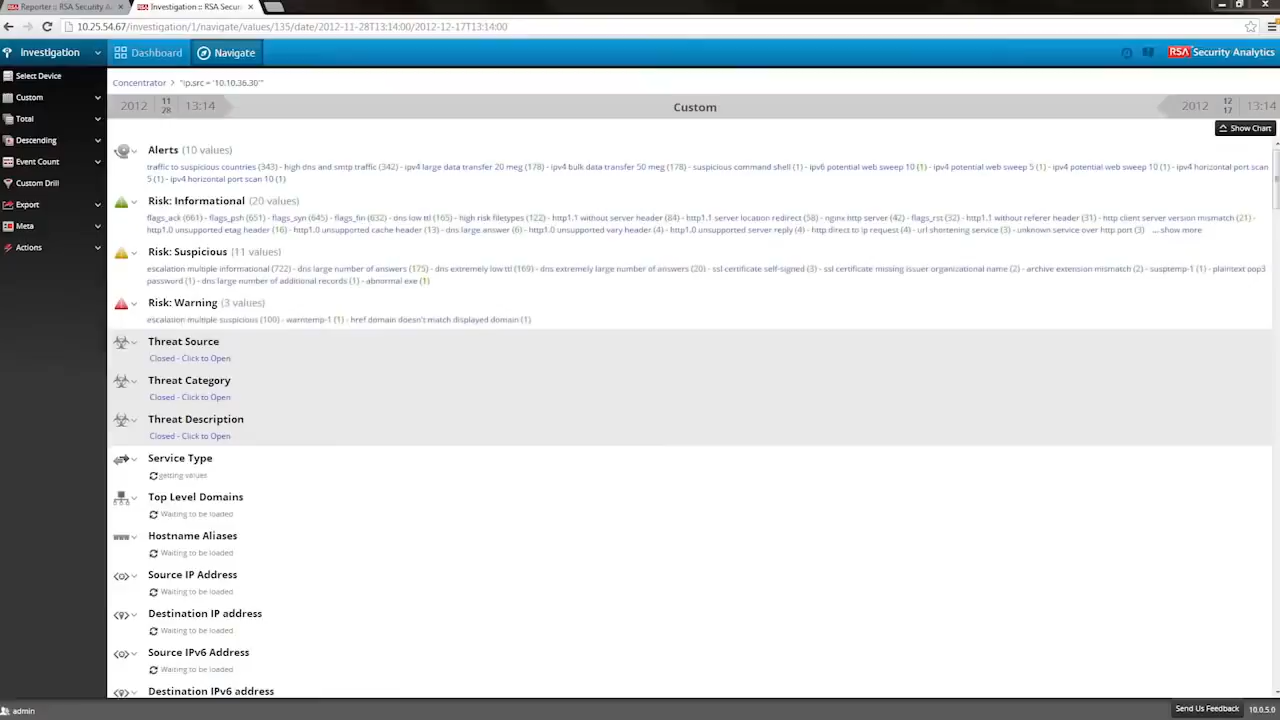 Reporter :: RSA Security A
Investigation :: RSA Secur
10.25.54.67/investigation/1/navigate/values/135/date/2012-11-28T13:14:00/2012-12-17T13:14:00
Investigation
Dashboard
Navigate
RSA Security Analytics
Select Device
Custom
Total
Descending
Event Count
Custom Drill
Export
Meta
Actions
Concentrator > "ip.src = '10.10.36.30'"
2012 11 28 13:14
Custom
2012 12 17 13:14
Show Chart
Alerts (10 values)
traffic to suspicious countries (343) - high dns and smtp traffic (342) - ipv4 large data transfer 20 meg (178) - ipv4 bulk data transfer 50 meg (178) - suspicious command shell (1) - ipv6 potential web sweep 10 (1) - ipv4 potential web sweep 5 (1) - ipv4 potential web sweep 10 (1) - ipv4 horizontal port scan
5 (1) - ipv4 horizontal port scan 10 (1)
Risk: Informational (20 values)
flags_ack (661) - flags_psh (651) - flags_syn (645) - flags_fin (632) - dns low ttl (165) - high risk filetypes (122) - http1.1 without server header (84) - http1.1 server location redirect (58) - nginx http server (42) - flags_rst (32) - http1.1 without referer header (31) - http client server version mismatch (21) -
http1.0 unsupported etag header (16) - http1.0 unsupported cache header (13) - dns large answer (6) - http1.0 unsupported vary header (4) - http1.0 unsupported server reply (4) - http direct to ip request (4) - url shortening service (3) - unknown service over http port (3) ... show more
Risk: Suspicious (11 values)
escalation multiple informational (722) - dns large number of answers (175) - dns extremely low ttl (169) - dns extremely large number of answers (20) - ssl certificate self-signed (3) - ssl certificate missing issuer organizational name (2) - archive extension mismatch (2) - susptemp-1 (1) - plaintext pop3
password (1) - dns large number of additional records (1) - abnormal exe (1)
Risk: Warning (3 values)
escalation multiple suspicious (100) - warntemp-1 (1) - href domain doesn't match displayed domain (1)
Threat Source
Closed - Click to Open
Threat Category
Closed - Click to Open
Threat Description
Closed - Click to Open
Service Type
getting values
Top Level Domains
Waiting to be loaded
Hostname Aliases
Waiting to be loaded
Source IP Address
Waiting to be loaded
Destination IP address
Waiting to be loaded
Source IPv6 Address
Waiting to be loaded
Destination IPv6 address
admin
Send Us Feedback
10.0.5.0